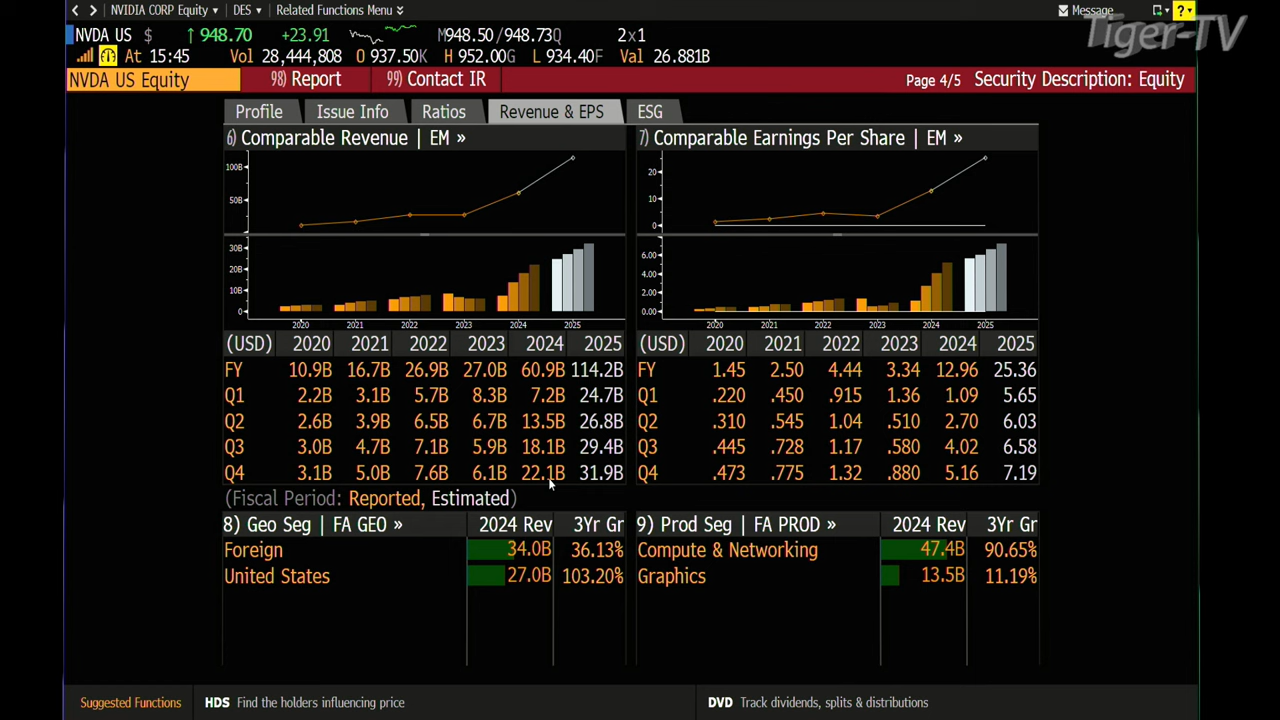 NVIDIA CORP Equity DES Related Functions Menu Message ?
Tiger-TV
NVDA US $ ↑ 948.70 +23.91 M948.50/948.73Q 2x1
At 15:45 Vol 28,444,808 O 937.50K H 952.00G L 934.40F Val 26.881B
NVDA US Equity 98) Report 99) Contact IR Page 4/5 Security Description: Equity
Profile Issue Info Ratios Revenue & EPS ESG
6) Comparable Revenue | EM » 7) Comparable Earnings Per Share | EM »
100B 20
50B 10
0
30B 6.00
20B 4.00
10B 2.00
0 0.00
2020 2021 2022 2023 2024 2025 2020 2021 2022 2023 2024 2025
(USD) 2020 2021 2022 2023 2024 2025 (USD) 2020 2021 2022 2023 2024 2025
FY 10.9B 16.7B 26.9B 27.0B 60.9B 114.2B FY 1.45 2.50 4.44 3.34 12.96 25.36
Q1 2.2B 3.1B 5.7B 8.3B 7.2B 24.7B Q1 .220 .450 .915 1.36 1.09 5.65
Q2 2.6B 3.9B 6.5B 6.7B 13.5B 26.8B Q2 .310 .545 1.04 .510 2.70 6.03
Q3 3.0B 4.7B 7.1B 5.9B 18.1B 29.4B Q3 .445 .728 1.17 .580 4.02 6.58
Q4 3.1B 5.0B 7.6B 6.1B 22.1B 31.9B Q4 .473 .775 1.32 .880 5.16 7.19
(Fiscal Period: Reported, Estimated)
8) Geo Seg | FA GEO » 2024 Rev 3Yr Gr 9) Prod Seg | FA PROD » 2024 Rev 3Yr Gr
Foreign 34.0B 36.13% Compute & Networking 47.4B 90.65%
United States 27.0B 103.20% Graphics 13.5B 11.19%
Suggested Functions HDS Find the holders influencing price DVD Track dividends, splits & distributions